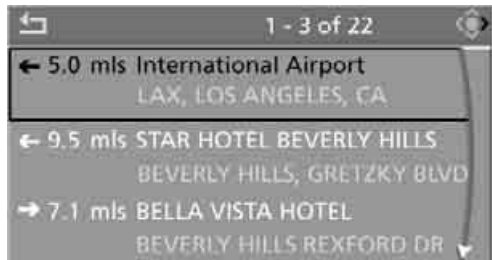 1 - 3 of 22
← 5.0 mls International Airport
LAX, LOS ANGELES, CA
← 9.5 mls STAR HOTEL BEVERLY HILLS
BEVERLY HILLS, GRETZKY BLVD
→ 7.1 mls BELLA VISTA HOTEL
BEVERLY HILLS REXFORD DR